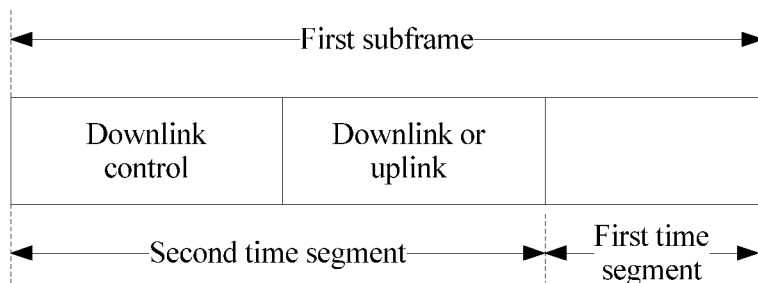 First subframe
Downlink
control
Downlink or
uplink
Second time segment
First time
segment